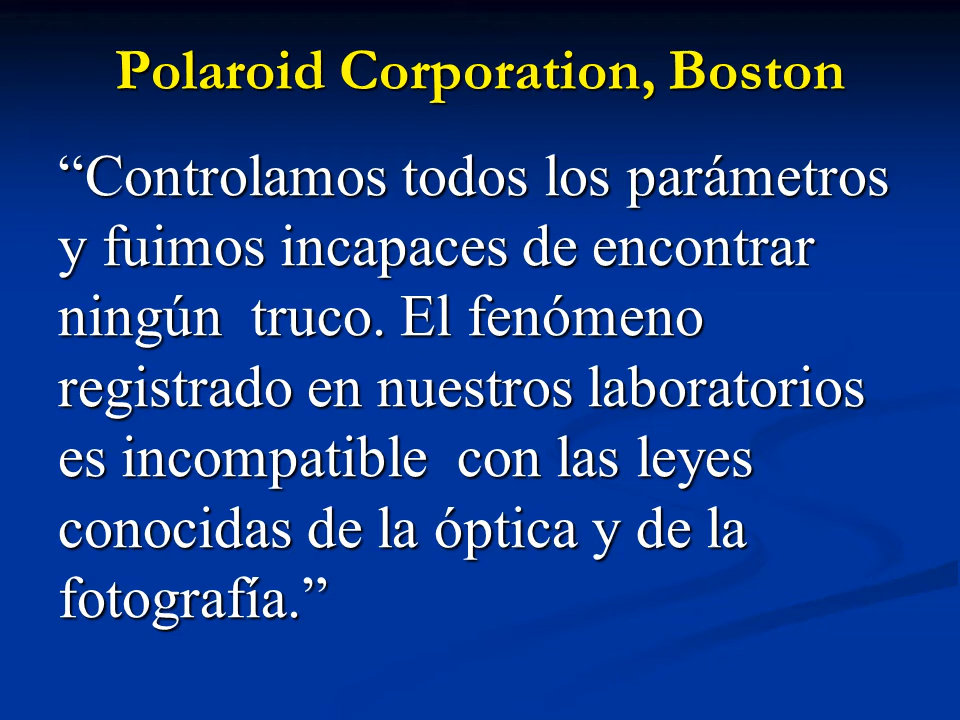 Polaroid Corporation, Boston
“Controlamos todos los parámetros
y fuimos incapaces de encontrar
ningún  truco. El fenómeno
registrado en nuestros laboratorios
es incompatible  con las leyes
conocidas de la óptica y de la
fotografía.”